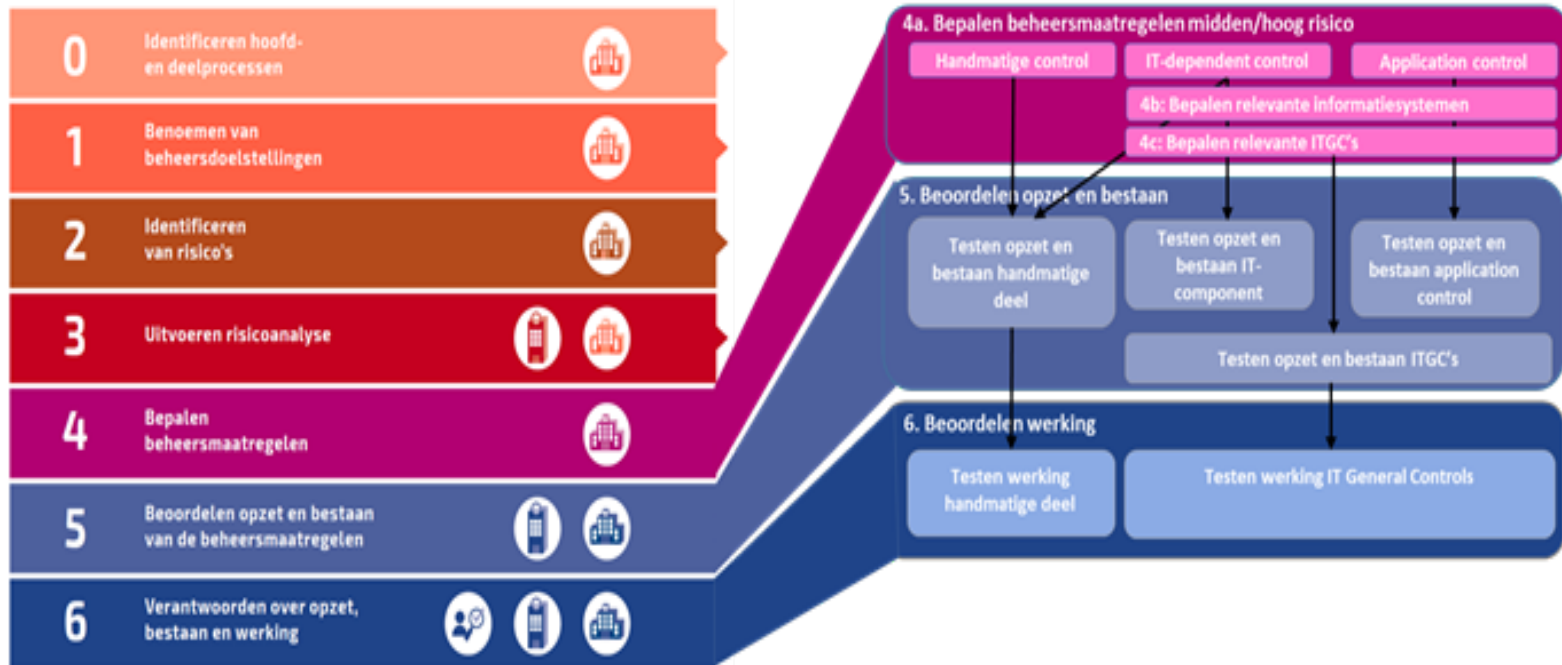 0
Identificeren hoofd-
en deelprocessen
1
Benoemen van
beheersdoelstellingen
2
Identificeren
van risico's
3
Uitvoeren risicoanalyse
4
Bepalen
beheersmaatregelen
5
Beoordelen opzet en bestaan
van de beheersmaatregelen
6
Verantwoorden over opzet,
bestaan en werking
4a. Bepalen beheersmaatregelen midden/hoog risico
Handmatige control
IT-dependent control
Application control
4b: Bepalen relevante informatiesystemen
4c: Bepalen relevante ITGC's
5. Beoordelen opzet en bestaan
Testen opzet en
bestaan handmatige
deel
Testen opzet en
bestaan IT-
component
Testen opzet en
bestaan application
control
Testen opzet en bestaan ITGC's
6. Beoordelen werking
Testen werking
handmatige deel
Testen werking IT General Controls